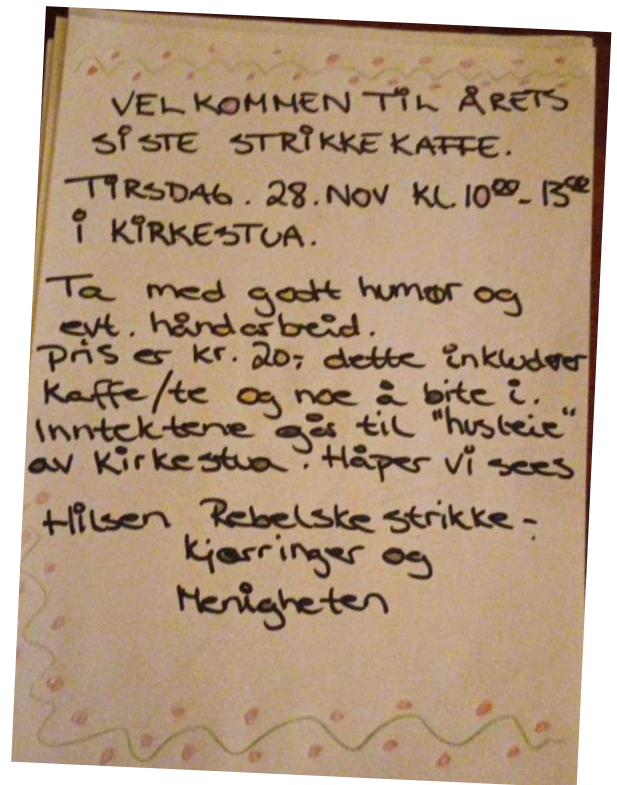 VELKOMMEN TIL ÅRETS
SISTE STRIKKEKAFFE.
TIRSDAG. 28. NOV KL 10⁰⁰-13⁰⁰
i KIRKESTUA.
Ta med godt humør og
evt. håndarbeid.
Pris er kr. 20,- dette inkluderer
kaffe/te og noe å bite i.
Inntektene går til "husleie"
av Kirkestua. Håper vi sees
Hilsen Rebelske strikke-
kjærringer og
Menigheten